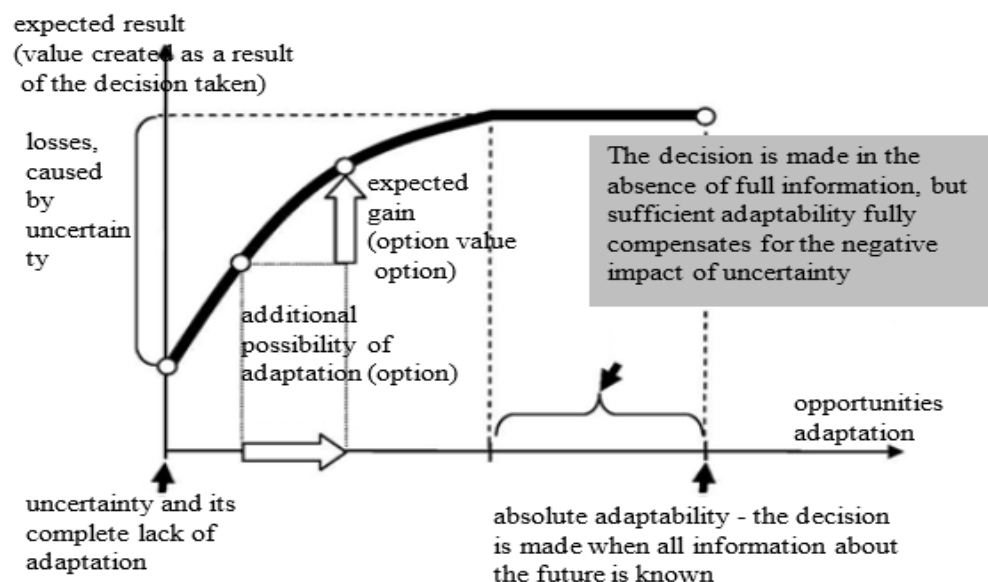 expected result
(value created as a result
of the decision taken)
losses,
caused
by
uncertain
ty
expected
gain
(option value
option)
The decision is made in the
absence of full information, but
sufficient adaptability fully
compensates for the negative
impact of uncertainty
additional
possibility of
adaptation (option)
opportunities
adaptation
uncertainty and its
complete lack of
adaptation
absolute adaptability - the decision
is made when all information about
the future is known